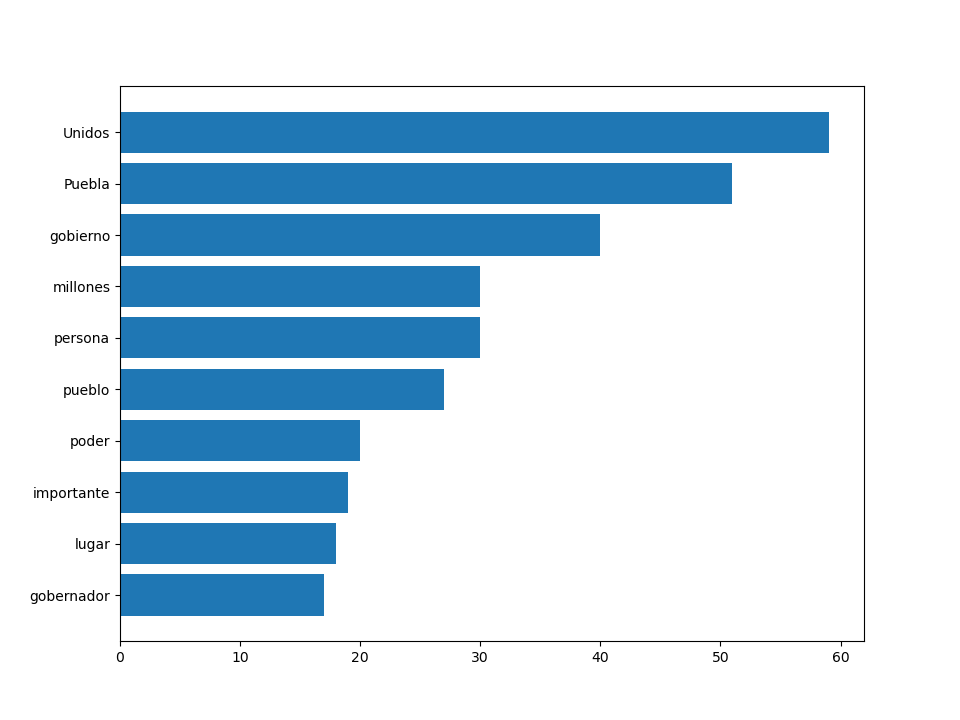 Unidos
Puebla
gobierno
millones
persona
pueblo
poder
importante
lugar
gobernador
0 10 20 30 40 50 60